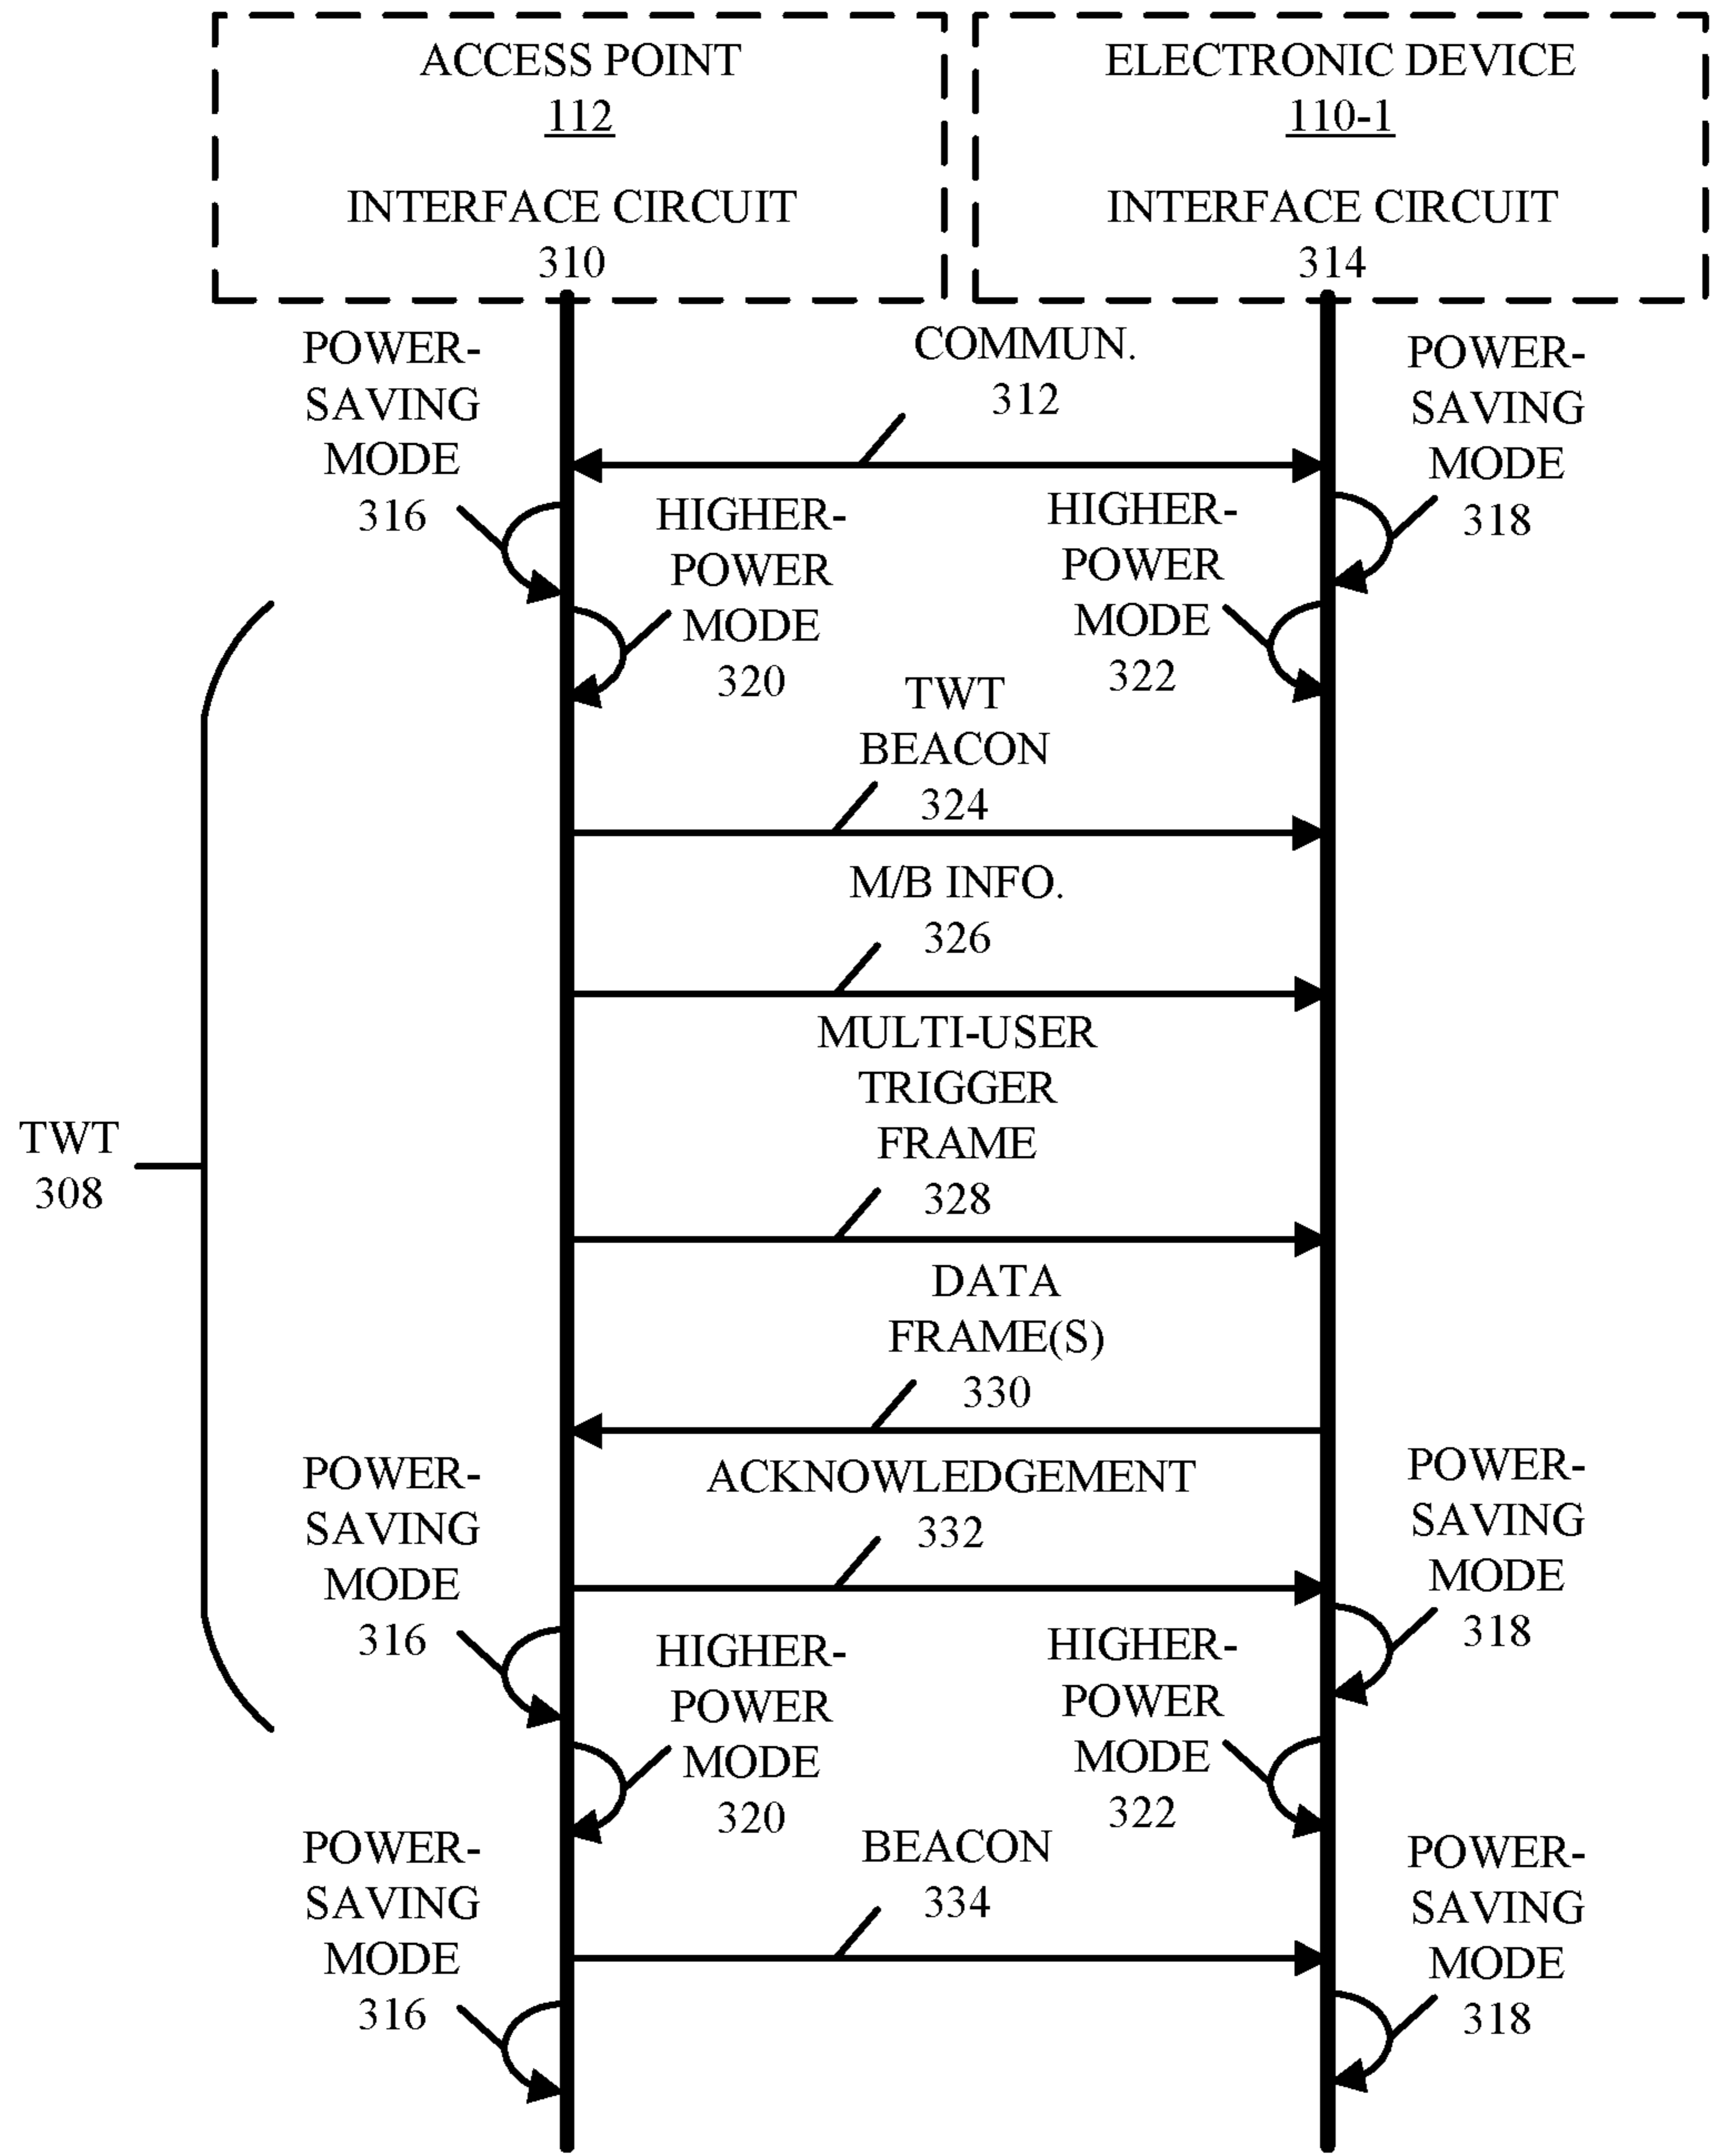 ACCESS POINT
112
INTERFACE CIRCUIT
310
ELECTRONIC DEVICE
110-1
INTERFACE CIRCUIT
314
POWER-
SAVING
MODE
316
COMMUN.
312
POWER-
SAVING
MODE
318
HIGHER-
POWER
MODE
320
HIGHER-
POWER
MODE
322
TWT
BEACON
324
M/B INFO.
326
MULTI-USER
TRIGGER
FRAME
328
TWT
308
DATA
FRAME(S)
330
POWER-
SAVING
MODE
316
ACKNOWLEDGEMENT
332
POWER-
SAVING
MODE
318
HIGHER-
POWER
MODE
320
HIGHER-
POWER
MODE
322
POWER-
SAVING
MODE
316
BEACON
334
POWER-
SAVING
MODE
318